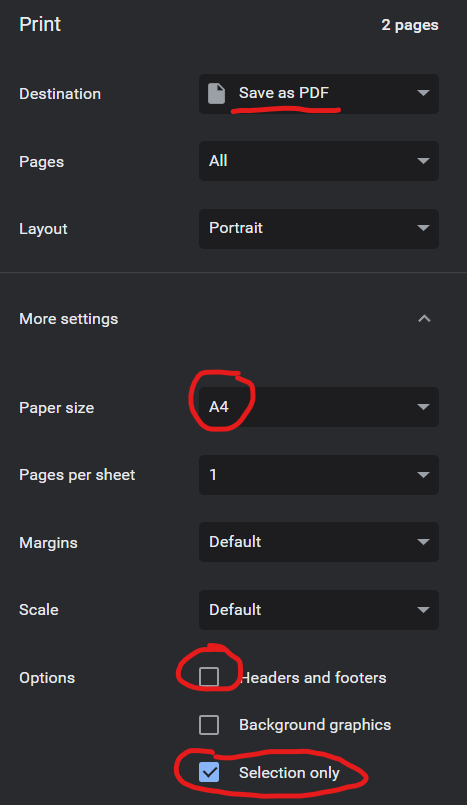 Print 2 pages
Destination Save as PDF
Pages All
Layout Portrait
More settings
Paper size A4
Pages per sheet 1
Margins Default
Scale Default
Options Headers and footers
Background graphics
Selection only